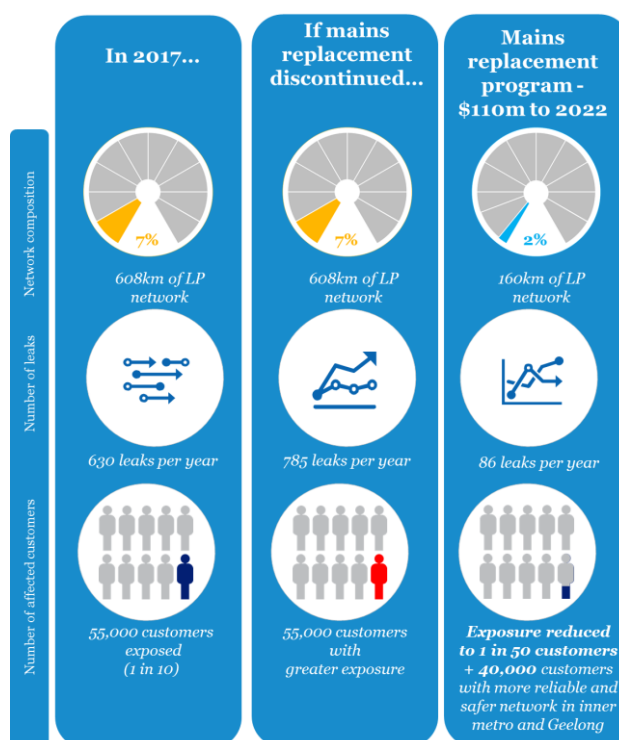 In 2017...
If mains
replacement
discontinued...
Mains
replacement
program -
$110m to 2022
Network composition
7%
608km of LP
network
7%
608km of LP
network
2%
160km of LP
network
Number of leaks
630 leaks per year
785 leaks per year
86 leaks per year
Number of affected customers
55,000 customers
exposed
(1 in 10)
55,000 customers
with
greater exposure
Exposure reduced
to 1 in 50 customers
+ 40,000 customers
with more reliable and
safer network in inner
metro and Geelong